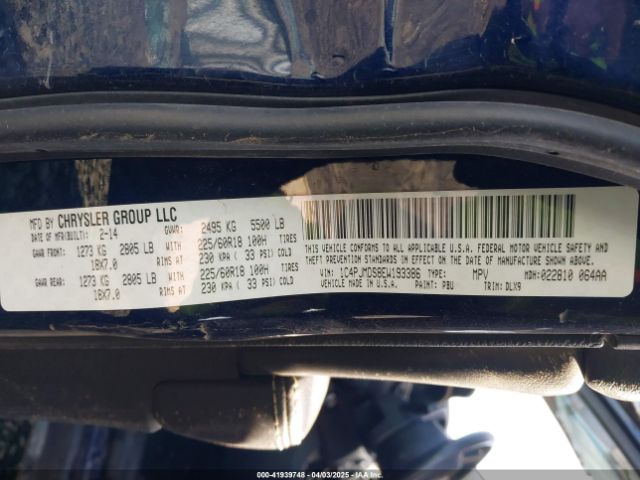 MFD BY CHRYSLER GROUP LLC
DATE OF MFR(BUILT): 2-14 GVWR: 2495 KG 5500 LB
GAWR FRONT: 1273 KG 2805 LB WITH 225/60R18 100H TIRES
18X7.0 RIMS AT 230 KPA ( 33 PSI) COLD
GAWR REAR: 1273 KG 2805 LB WITH 225/60R18 100H TIRES
18X7.0 RIMS AT 230 KPA ( 33 PSI) COLD
THIS VEHICLE CONFORMS TO ALL APPLICABLE U.S.A. FEDERAL MOTOR VEHICLE SAFETY AND
THEFT PREVENTION STANDARDS IN EFFECT ON THE DATE OF MANUFACTURE SHOWN ABOVE.
VIN: 1C4PJMDS8EW193386 TYPE: MPV MDH: 022810 064AA
VEHICLE MADE IN U.S.A. PAINT: PBU TRIM: DLX9
000-41939748 - 04/03/2025 - © IAA Holdings, LLC